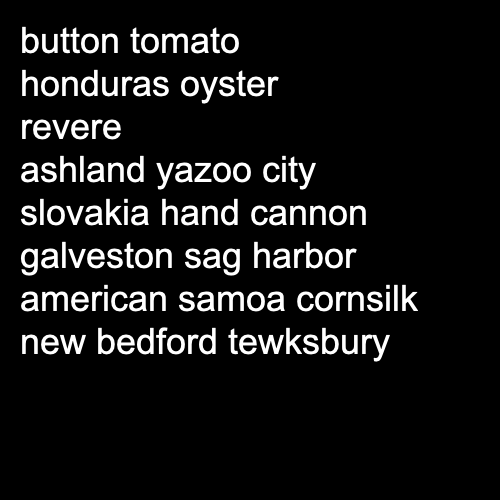 button tomato
honduras oyster
revere
ashland yazoo city
slovakia hand cannon
galveston sag harbor
american samoa cornsilk
new bedford tewksbury